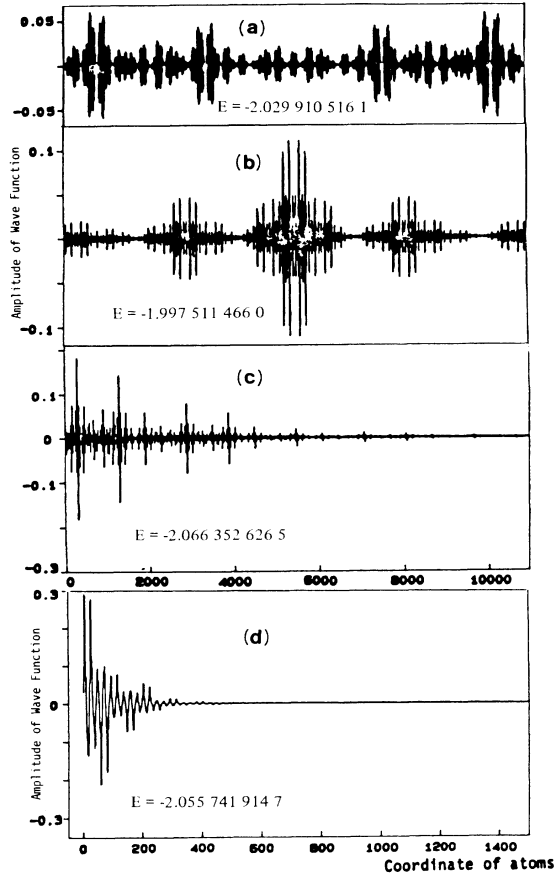 0.05
(a)
0
-0.05
E = -2.029 910 516 1
0.1
(b)
Amplitude of Wave Function
-0.1
E = -1.997 511 466 0
(c)
0.1
0
-0.1
E = -2.066 352 626 5
-0.3
0 2000 4000 6000 8000 10000
0.3
(d)
Amplitude of Wave Function
0
E = -2.055 741 914 7
-0.3
0 200 400 600 800 1000 1200 1400
Coordinate of atoms